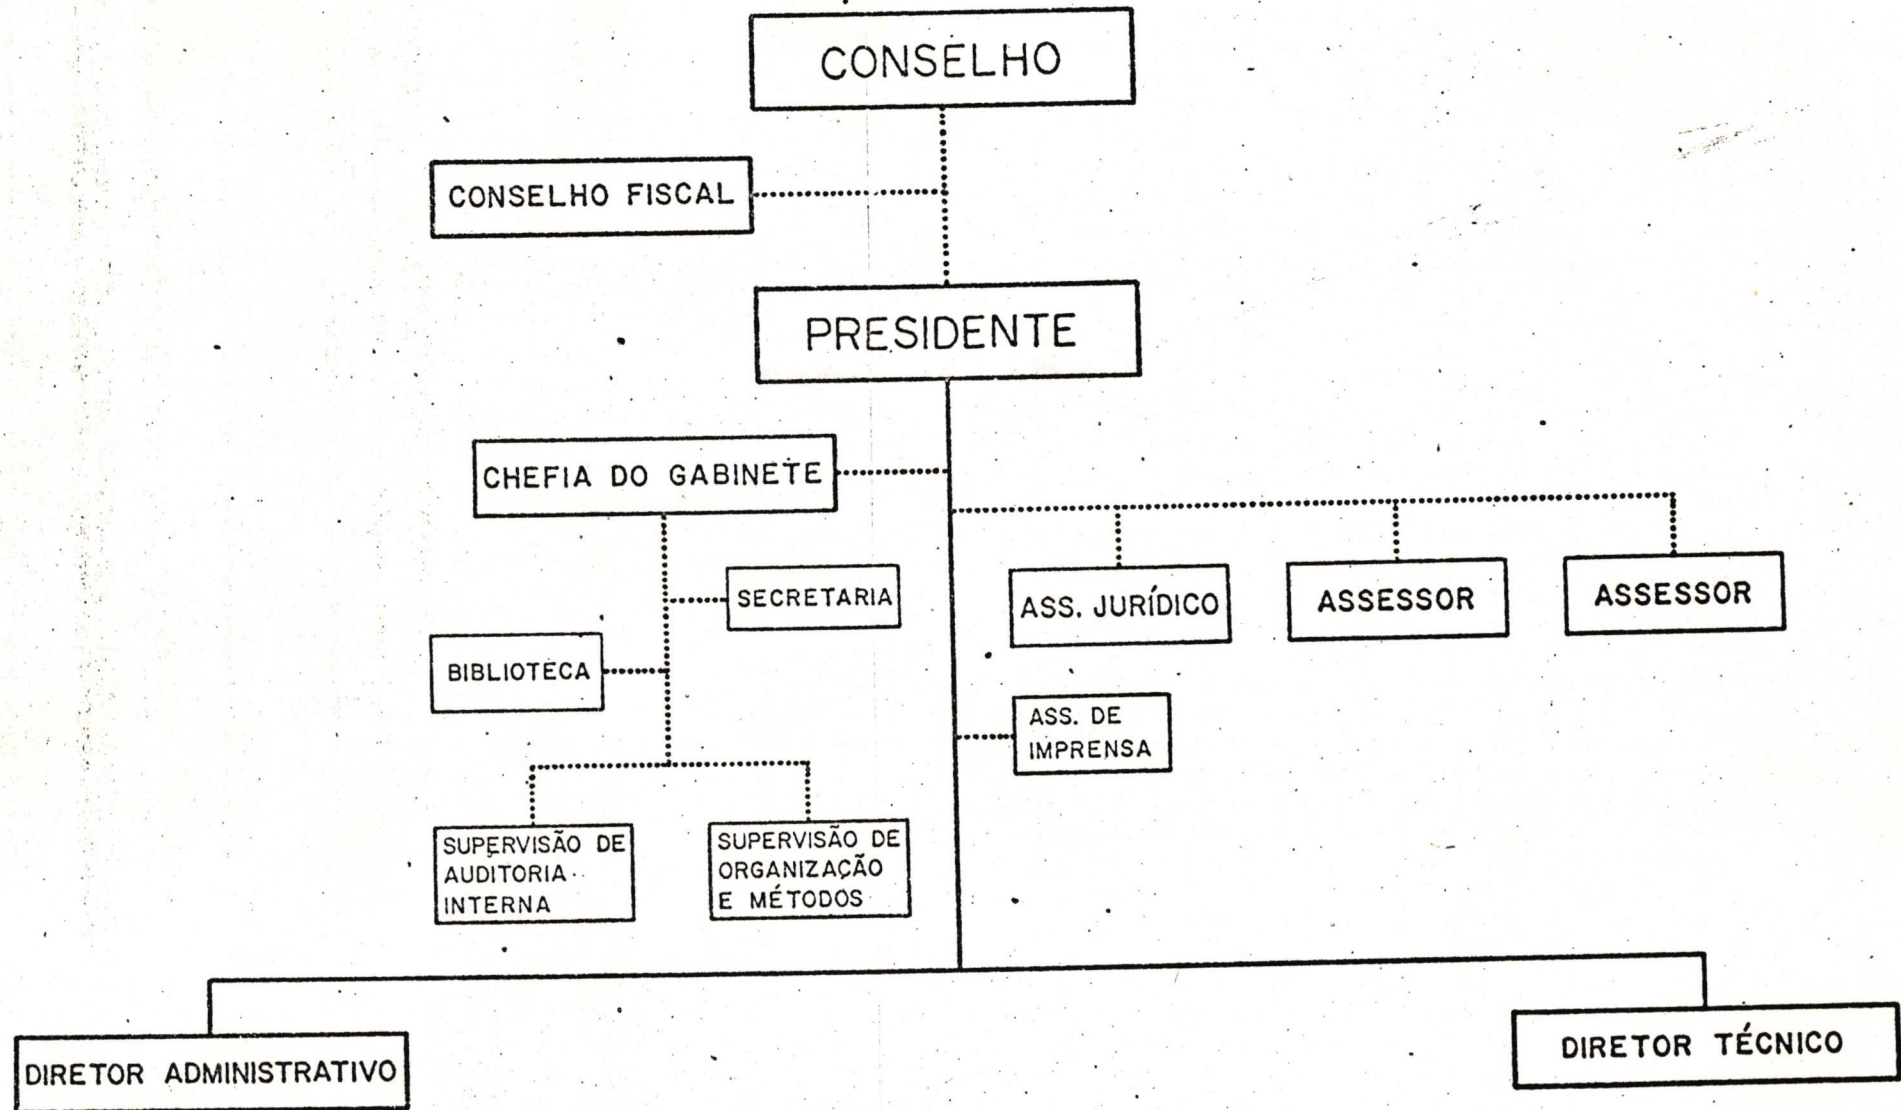 CONSELHO
CONSELHO FISCAL
PRESIDENTE
CHEFIA DO GABINETE
SECRETARIA
BIBLIOTECA
SUPERVISÃO DE
AUDITORIA
INTERNA
SUPERVISÃO DE
ORGANIZAÇÃO
E MÉTODOS
ASS. JURÍDICO
ASSESSOR
ASSESSOR
ASS. DE
IMPRENSA
DIRETOR ADMINISTRATIVO
DIRETOR TÉCNICO